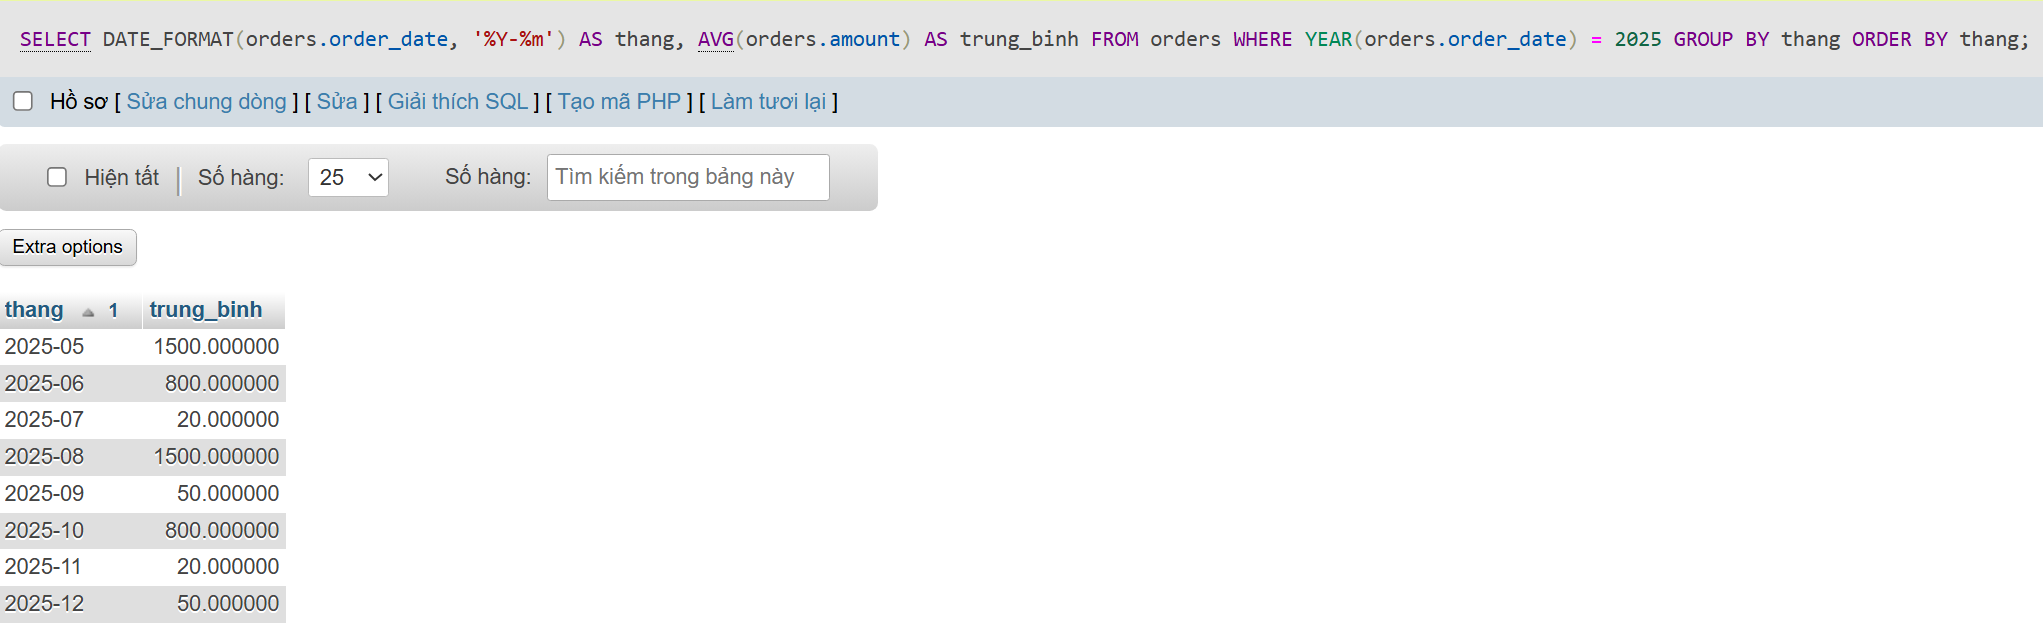 SELECT DATE_FORMAT(orders.order_date, '%Y-%m') AS thang, AVG(orders.amount) AS trung_binh FROM orders WHERE YEAR(orders.order_date) = 2025 GROUP BY thang ORDER BY thang;
Hồ sơ [ Sửa chung dòng ] [ Sửa ] [ Giải thích SQL ] [ Tạo mã PHP ] [ Làm tươi lại ]
Hiện tất | Số hàng: 25 Số hàng: Tìm kiếm trong bảng này
Extra options
thang 1 trung_binh
2025-05 1500.000000
2025-06 800.000000
2025-07 20.000000
2025-08 1500.000000
2025-09 50.000000
2025-10 800.000000
2025-11 20.000000
2025-12 50.000000